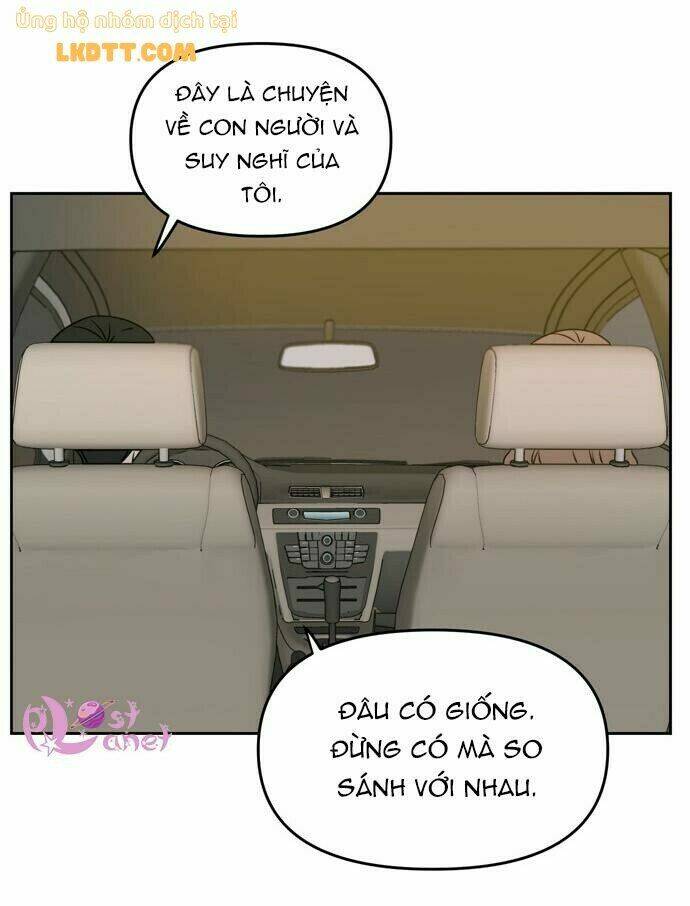 Ủng hộ nhóm dịch tại
LKDTT.COM
ĐÂY LÀ CHUYỆN
VỀ CON NGƯỜI VÀ
SUY NGHĨ CỦA
TÔI.
Lost
Planet
ĐÂU CÓ GIỐNG.
ĐỪNG CÓ MÀ SO
SÁNH VỚI NHAU.